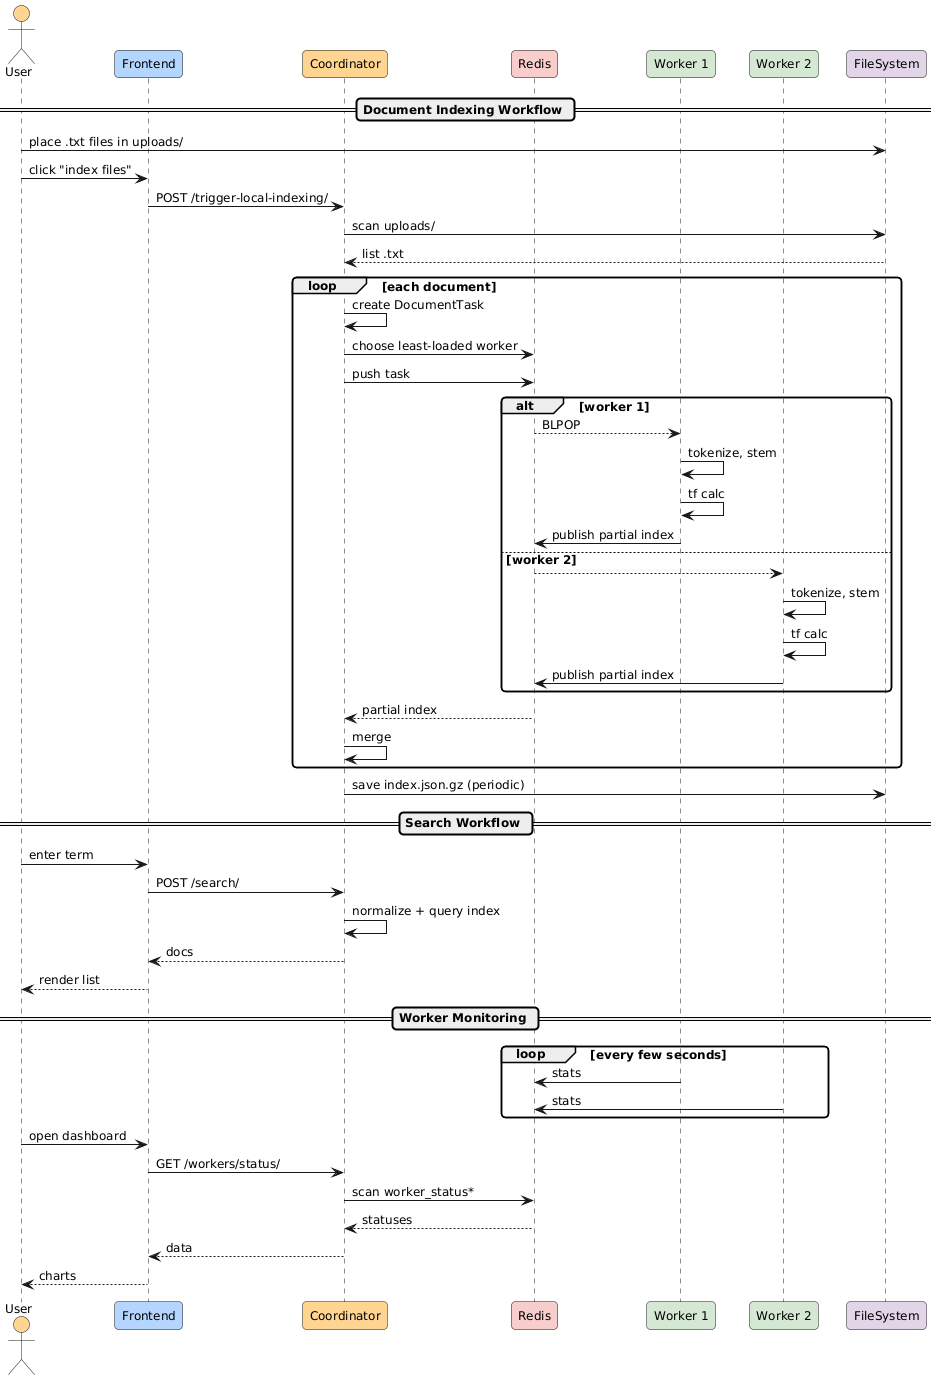 User
Frontend
Coordinator
Redis
Worker 1
Worker 2
FileSystem
Document Indexing Workflow
place .txt files in uploads/
click "index files"
POST /trigger-local-indexing/
scan uploads/
list .txt
loop
[each document]
create DocumentTask
choose least-loaded worker
push task
alt
[worker 1]
BLPOP
tokenize, stem
tf calc
publish partial index
[worker 2]
tokenize, stem
tf calc
publish partial index
partial index
merge
save index.json.gz (periodic)
Search Workflow
enter term
POST /search/
normalize + query index
docs
render list
Worker Monitoring
loop
[every few seconds]
stats
stats
open dashboard
GET /workers/status/
scan worker_status*
statuses
data
charts
User
Frontend
Coordinator
Redis
Worker 1
Worker 2
FileSystem